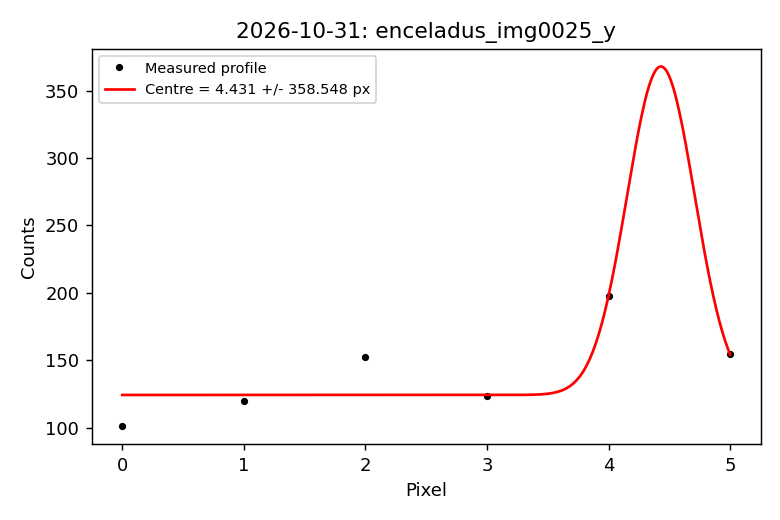 2026-10-31: enceladus_img0025_y
Measured profile
Centre = 4.431 +/- 358.548 px
350
300
250
200
150
100
Counts
0 1 2 3 4 5
Pixel